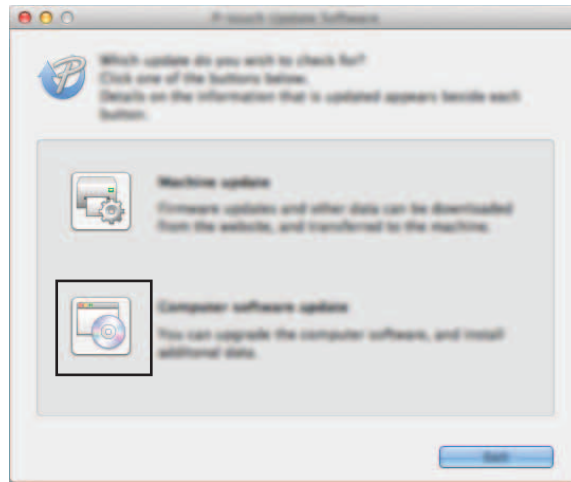 P-touch Update Software
Which update do you wish to check for?
Click one of the buttons below.
Details on the information that is updated appears beside each
button.
Machine update
Firmware updates and other data can be downloaded
from the website, and transferred to the machine.
Computer software update
You can upgrade the computer software, and install
additional data.